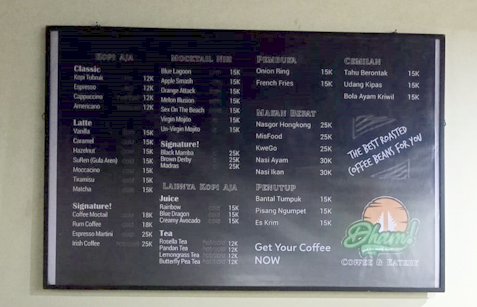 KOPI AJA
Classic
Kopi Tubruk 12K
Espresso 12K
Cappuccino 12K
Americano 12K
Latte
Vanilla 15K
Caramel 15K
Hazelnut 15K
Suflen (Gula Aren) 15K
Moccacino 15K
Tiramisu 15K
Matcha 15K
Signature!
Coffee Moctail 18K
Rum Coffee 18K
Espresso Martini 25K
Irish Coffee 25K
MOCKTAIL NIH
Blue Lagoon 15K
Apple Smash 15K
Orange Attack 15K
Melon Illusion 15K
Sex On The Beach 15K
Virgin Mojito 15K
Un-Virgin Mojito 15K
Signature!
Black Mamba 25K
Brown Derby 25K
Madras 25K
LAINNYA KOPI AJA
Juice
Rainbow 15K
Blue Dragon 15K
Creamy Avocado 15K
Tea
Rosella Tea 12K
Pandan Tea 12K
Lemongrass Tea 12K
Butterfly Pea Tea 12K
PEMBUKA
Onion Ring 15K
French Fries 15K
MAKAN BERAT
Nasgor Hongkong 25K
MisFood 25K
KweGo 25K
Nasi Ayam 30K
Nasi Ikan 30K
PENUTUP
Bantal Tumpuk 15K
Pisang Ngumpet 15K
Es Krim 15K
Get Your Coffee
NOW
CEMILAN
Tahu Berontak 15K
Udang Kipas 15K
Bola Ayam Kriwil 15K
THE BEST ROASTED
COFFEE BEANS FOR YOU
Dham!
COFFEE & EATERY